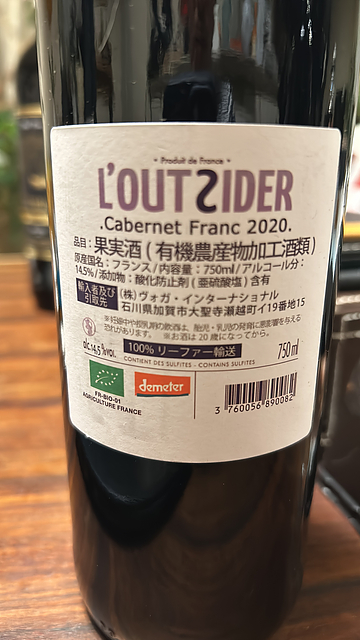 - Produit de France -
L'OUTSIDER
.Cabernet Franc 2020.
品目：果実酒（有機農産物加工酒類）
原産国名：フランス/内容量：750ml/アルコール分：
14.5%/添加物：酸化防止剤（亜硫酸塩）含有
輸入者及び引取先
(株)ヴォガ・インターナショナル
石川県加賀市大聖寺瀬越町イ19番地15
※妊娠中や授乳期の飲酒は、胎児・乳児の発育に悪影響を与える
恐れがあります。 ※お酒は20歳になってから。
alc.14,5%vol.
100%リーファー輸送
750 ml
CONTIENT DES SULFITES - CONTAINS SULFITES
demeter
FR-BIO-01
AGRICULTURE FRANCE
3 760056 890082